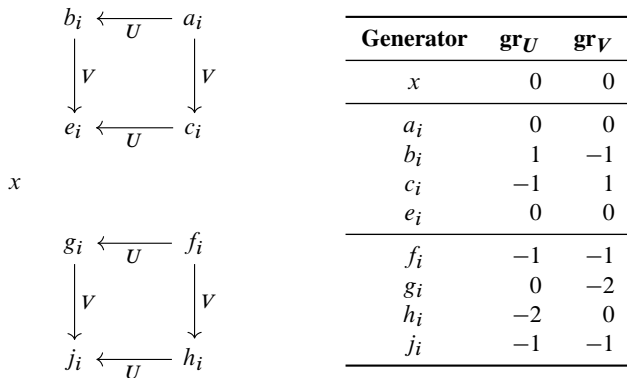 b_i U a_i
V V
e_i U c_i
x
g_i U f_i
V V
j_i U h_i
Generator gr_U gr_V
x 0 0
a_i 0 0
b_i 1 −1
c_i −1 1
e_i 0 0
f_i −1 −1
g_i 0 −2
h_i −2 0
j_i −1 −1